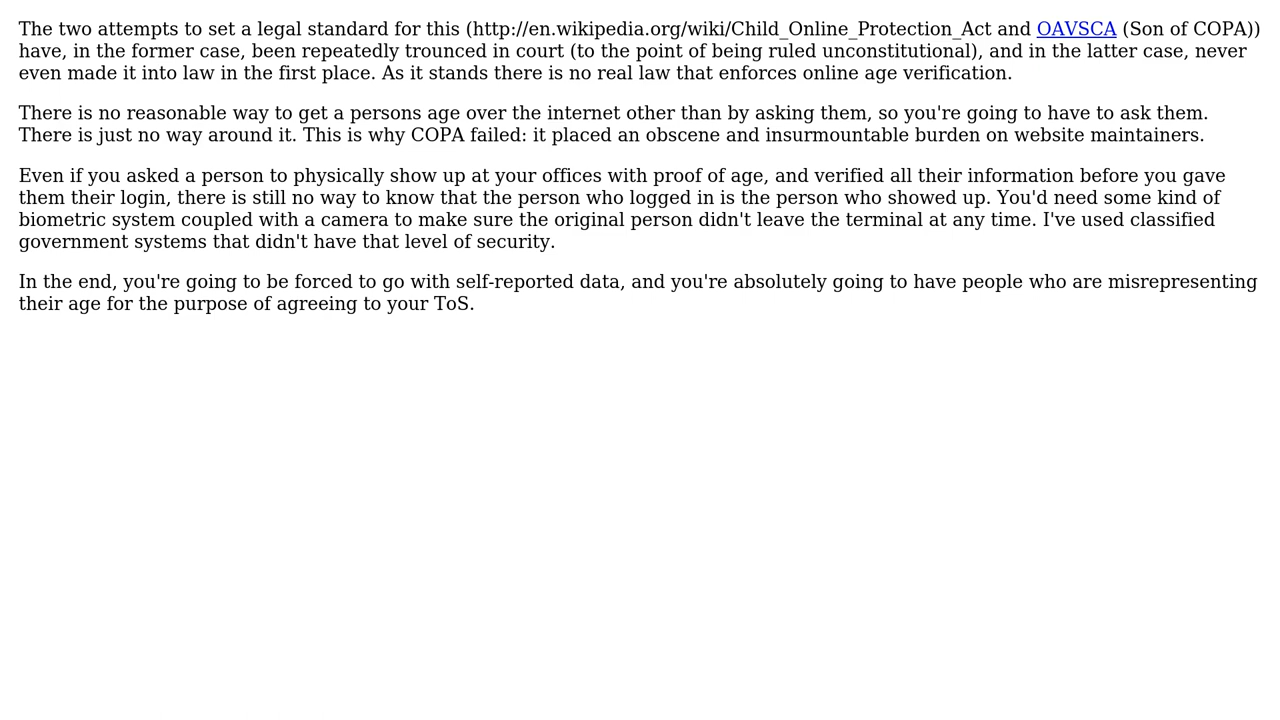 The two attempts to set a legal standard for this (http://en.wikipedia.org/wiki/Child_Online_Protection_Act and OAVSCA (Son of COPA))
have, in the former case, been repeatedly trounced in court (to the point of being ruled unconstitutional), and in the latter case, never
even made it into law in the first place. As it stands there is no real law that enforces online age verification.
There is no reasonable way to get a persons age over the internet other than by asking them, so you're going to have to ask them.
There is just no way around it. This is why COPA failed: it placed an obscene and insurmountable burden on website maintainers.
Even if you asked a person to physically show up at your offices with proof of age, and verified all their information before you gave
them their login, there is still no way to know that the person who logged in is the person who showed up. You'd need some kind of
biometric system coupled with a camera to make sure the original person didn't leave the terminal at any time. I've used classified
government systems that didn't have that level of security.
In the end, you're going to be forced to go with self-reported data, and you're absolutely going to have people who are misrepresenting
their age for the purpose of agreeing to your ToS.